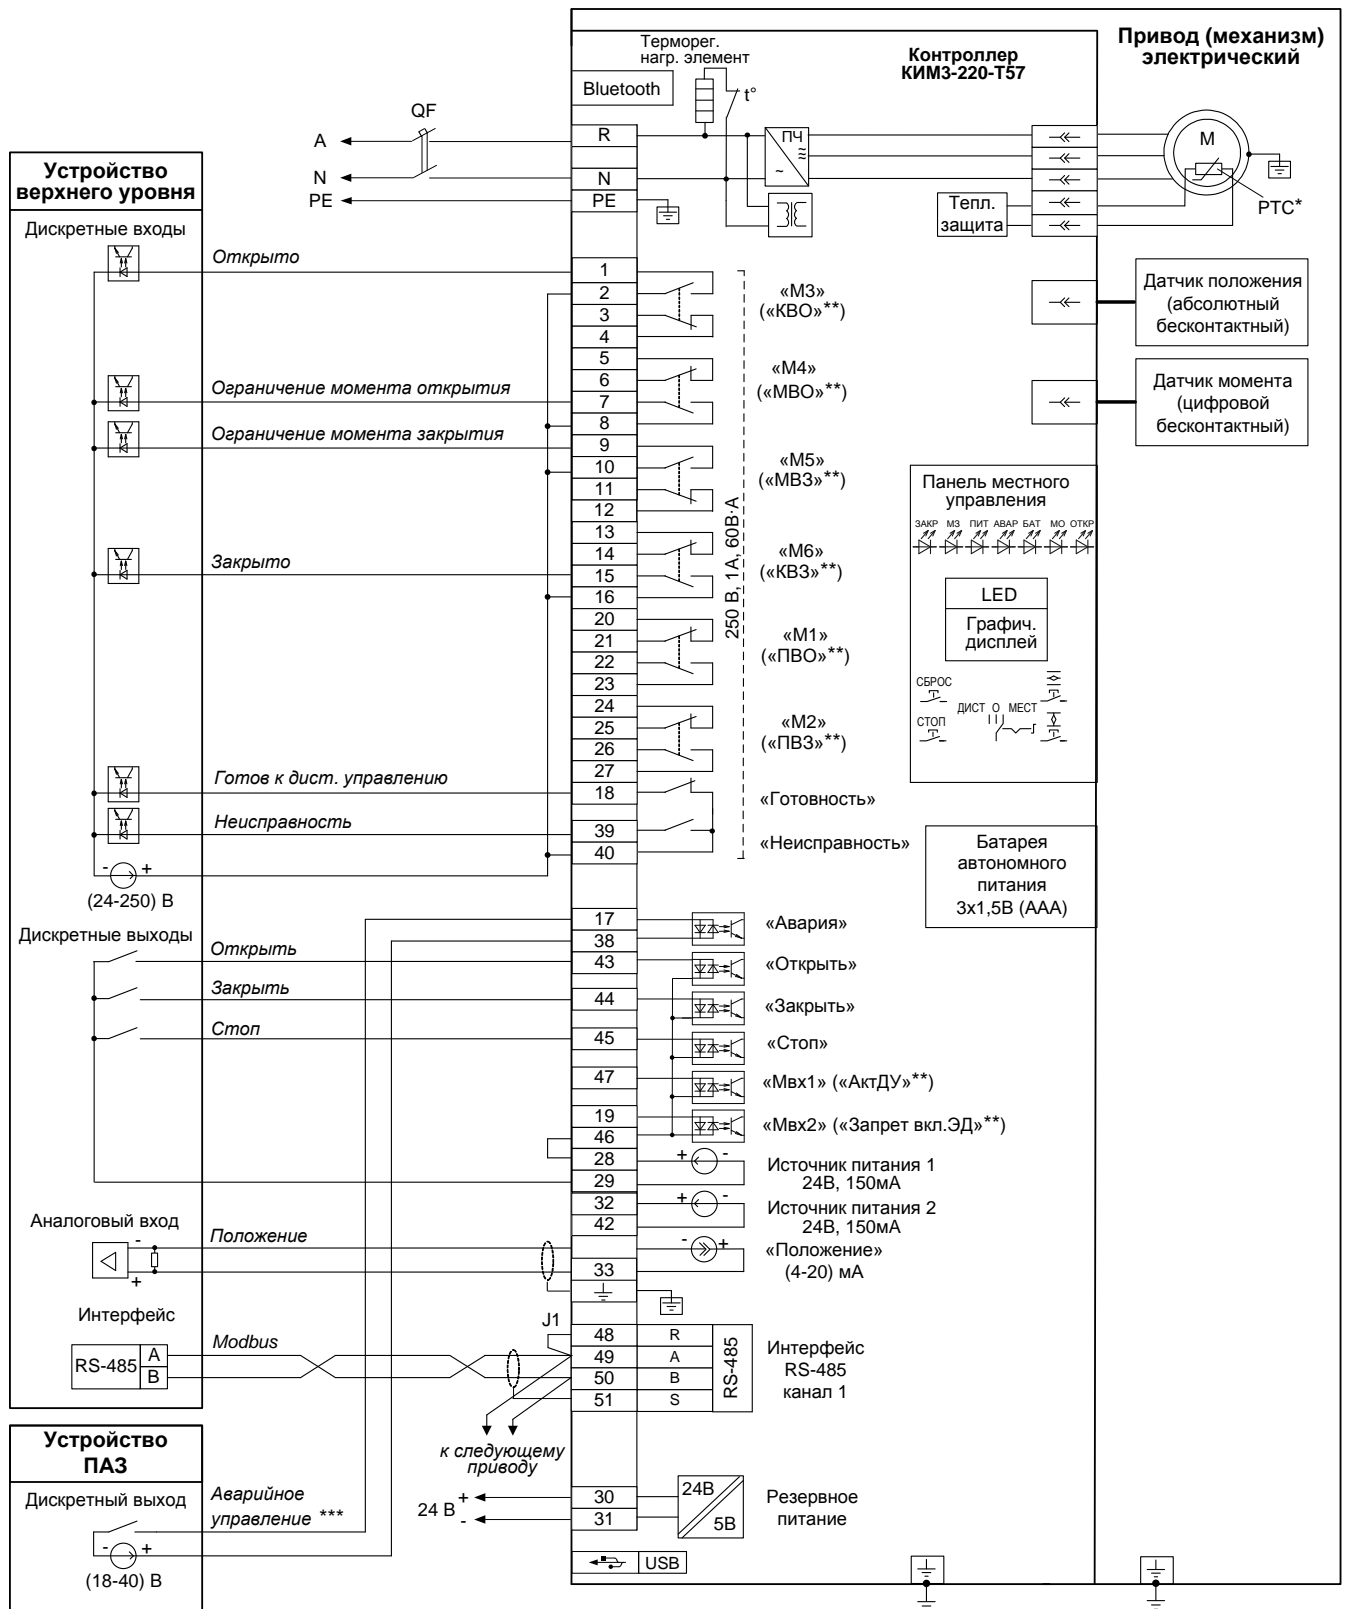 Привод (механизм)
электрический
Контроллер
КИМ3-220-Т57
Терморег.
нагр. элемент
t°
Bluetooth
QF
A
R
N
N
PE
PE
ПЧ
≈
~
M
PTC*
Тепл.
защита
Устройство
верхнего уровня
Дискретные входы
Открыто
1
2
3
4
«М3»
(«КВО»**)
Датчик положения
(абсолютный
бесконтактный)
Ограничение момента открытия
5
6
7
8
«М4»
(«МВО»**)
Датчик момента
(цифровой
бесконтактный)
Ограничение момента закрытия
9
10
11
12
«М5»
(«МВЗ»**)
250 В, 1А, 60В·А
Закрыто
13
14
15
16
«М6»
(«КВЗ»**)
20
21
22
23
«М1»
(«ПВО»**)
24
25
26
27
«М2»
(«ПВЗ»**)
Панель местного
управления
ЗАКР МЗ ПИТ АВАР БАТ МО ОТКР
LED
Графич.
дисплей
СБРОС
СТОП
ДИСТ О МЕСТ
Готов к дист. управлению
18
«Готовность»
Неисправность
39
40
«Неисправность»
- +
(24-250) В
Батарея
автономного
питания
3х1,5В (ААА)
Дискретные выходы
17
38
«Авария»
Открыть
43
«Открыть»
Закрыть
44
«Закрыть»
Стоп
45
«Стоп»
47
«Мвх1» («АктДУ»**)
19
46
«Мвх2» («Запрет вкл.ЭД»**)
28
29
+ -
Источник питания 1
24В, 150мА
32
42
+ -
Источник питания 2
24В, 150мА
Аналоговый вход
-
+
Положение
33
- +
«Положение»
(4-20) мА
Интерфейс
RS-485
A
B
Modbus
J1
48 R
49 A
50 B
51 S
RS-485
Интерфейс
RS-485
канал 1
к следующему
приводу
Устройство
ПАЗ
Дискретный выход
Аварийное
управление ***
- +
(18-40) В
24 В
+
-
30
31
24В
5В
Резервное
питание
USB